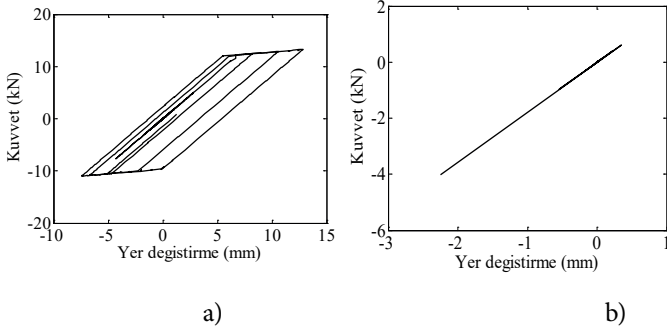 20
10
0
-10
-20
-10 -5 0 5 10 15
Kuvvet (kN)
Yer degistirme (mm)
2
0
-2
-4
-6
-3 -2 -1 0 1
Kuvvet (kN)
Yer degistirme (mm)
a) b)